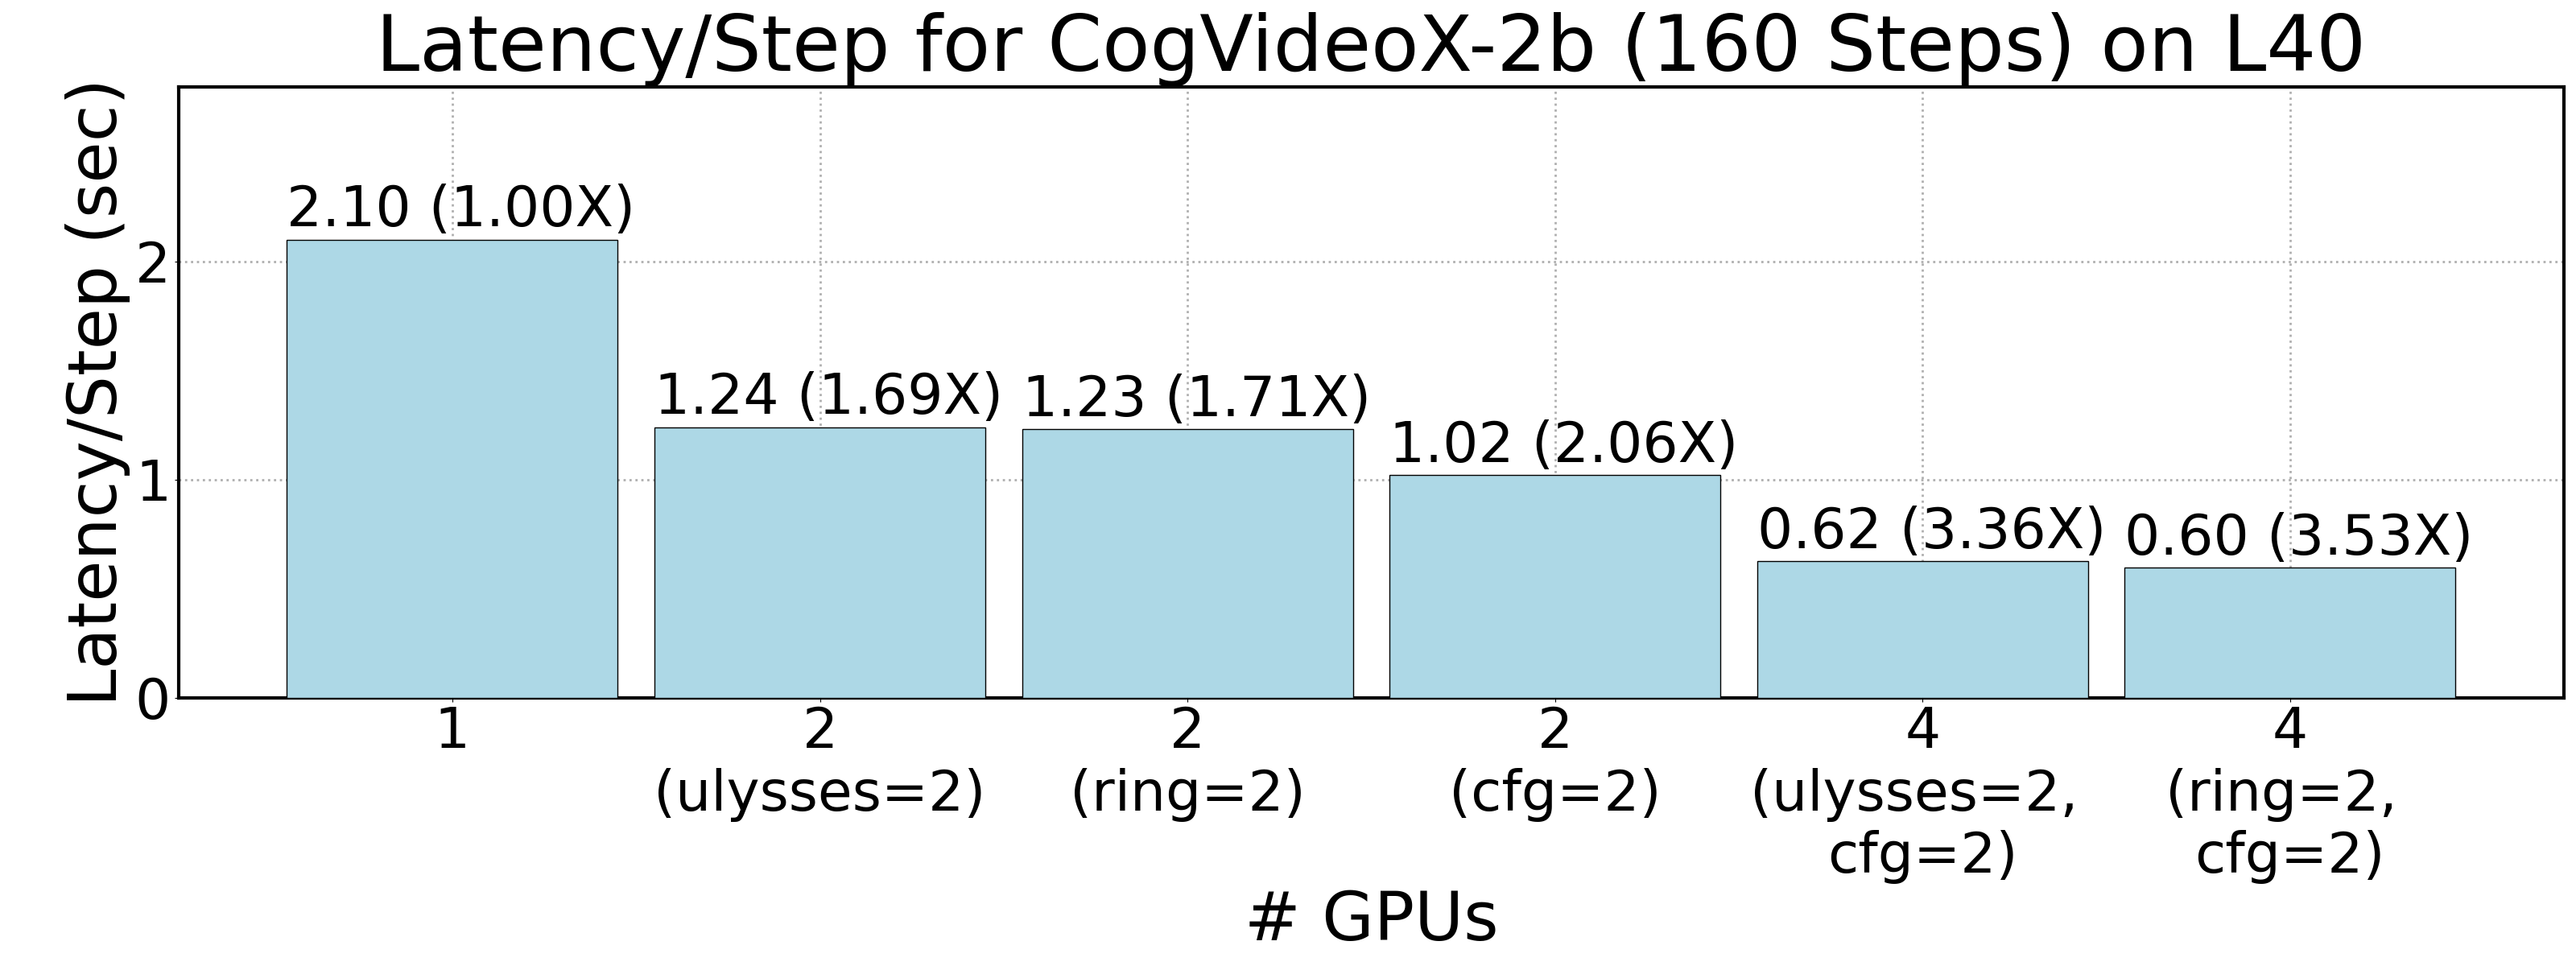 Latency/Step for CogVideoX-2b (160 Steps) on L40
Latency/Step (sec)
2
1
0
2.10 (1.00X)
1.24 (1.69X)
1.23 (1.71X)
1.02 (2.06X)
0.62 (3.36X)
0.60 (3.53X)
1
2
(ulysses=2)
2
(ring=2)
2
(cfg=2)
4
(ulysses=2,
cfg=2)
4
(ring=2,
cfg=2)
# GPUs